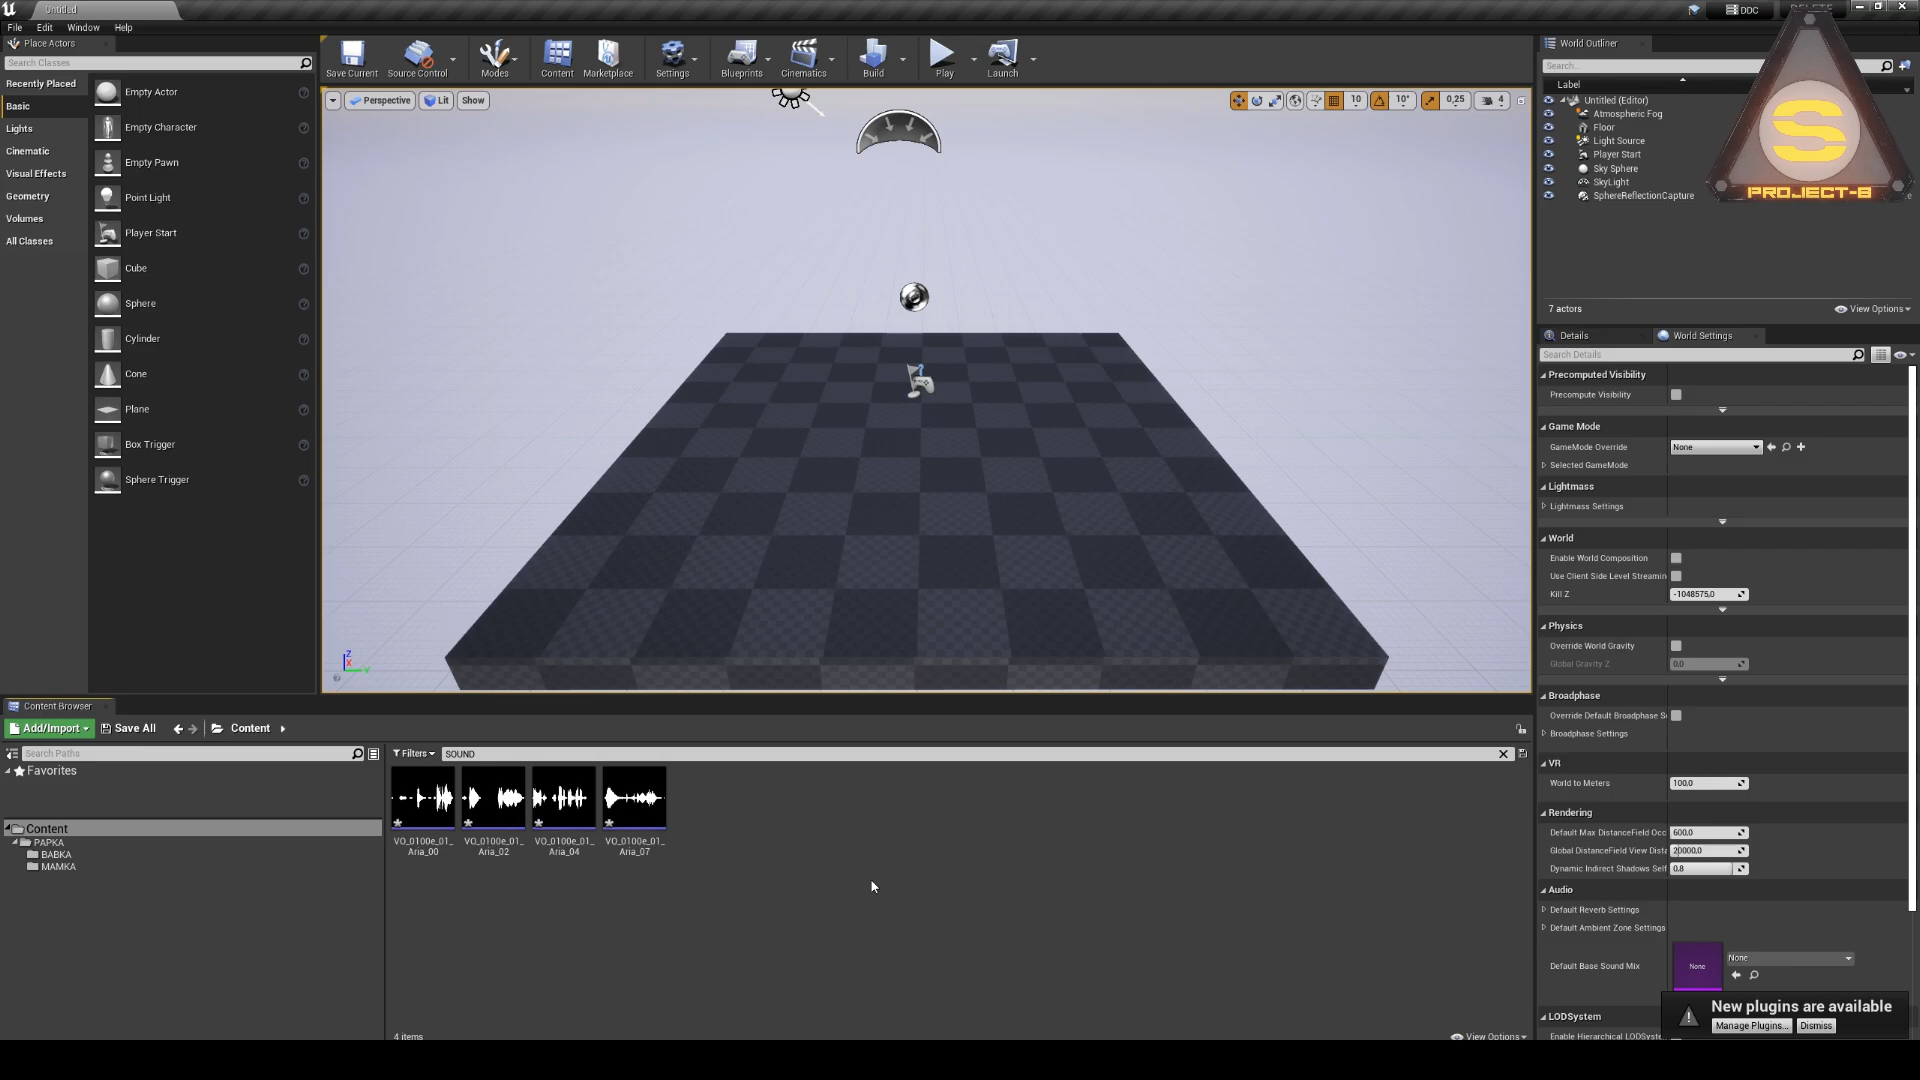 Untitled
DDC
File
Edit
Window
Help
Place Actors
Search Classes
Recently Placed
Basic
Lights
Cinematic
Visual Effects
Geometry
Volumes
All Classes
Empty Actor
Empty Character
Empty Pawn
Point Light
Player Start
Cube
Sphere
Cylinder
Cone
Plane
Box Trigger
Sphere Trigger
Save Current
Source Control
Modes
Content
Marketplace
Settings
Blueprints
Cinematics
Build
Play
Launch
Perspective
Lit
Show
10
10°
0,25
4
Z
X
Y
World Outliner
Search...
Label
Untitled (Editor)
Atmospheric Fog
Floor
Light Source
Player Start
Sky Sphere
SkyLight
SphereReflectionCapture
7 actors
View Options
S
PROJECT-8
Details
World Settings
Search Details
Precomputed Visibility
Precompute Visibility
Game Mode
GameMode Override
None
Selected GameMode
Lightmass
Lightmass Settings
World
Enable World Composition
Use Client Side Level Streamin
Kill Z
-1048575,0
Physics
Override World Gravity
Global Gravity Z
0,0
Broadphase
Override Default Broadphase S
Broadphase Settings
VR
World to Meters
100,0
Rendering
Default Max DistanceField Occ
600,0
Global DistanceField View Dista
20000,0
Dynamic Indirect Shadows Self
0.8
Audio
Default Reverb Settings
Default Ambient Zone Settings
Default Base Sound Mix
None
None
LODSystem
Enable Hierarchical LODSyste
New plugins are available
Manage Plugins...
Dismiss
Content Browser
Add/Import
Save All
Content
Search Paths
Favorites
Content
PAPKA
BABKA
MAMKA
Filters
SOUND
VO_0100e_01_
Aria_00
VO_0100e_01_
Aria_02
VO_0100e_01_
Aria_04
VO_0100e_01_
Aria_07
4 items
View Options